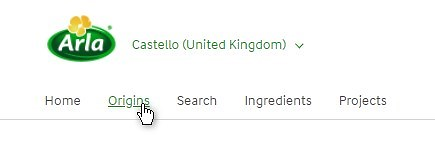 Arla
Castello (United Kingdom)
Home Origins Search Ingredients Projects